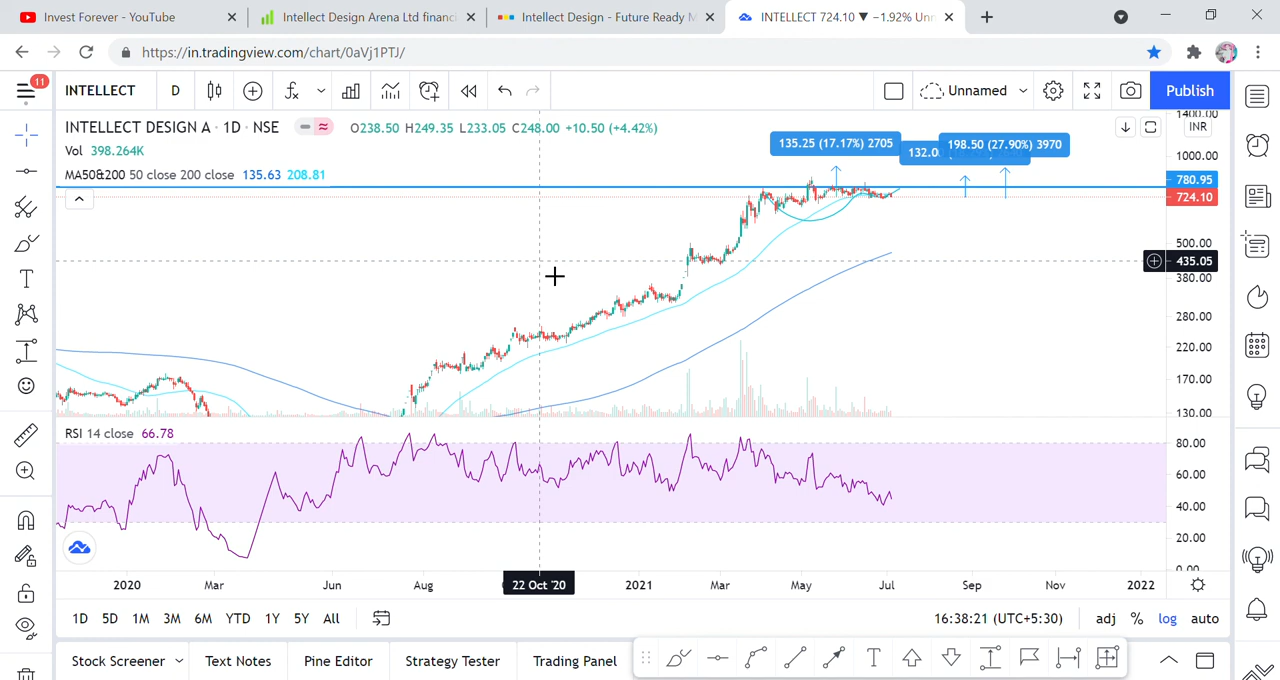 Invest Forever - YouTube
Intellect Design Arena Ltd financi
Intellect Design - Future Ready M
INTELLECT 724.10 ▼ −1.92% Unn
https://in.tradingview.com/chart/0aVj1PTJ/
11
INTELLECT
D
Unnamed
Publish
INTELLECT DESIGN A · 1D · NSE
O238.50 H249.35 L233.05 C248.00 +10.50 (+4.42%)
Vol 398.264K
MA50&200 50 close 200 close 135.63 208.81
135.25 (17.17%) 2705
132.0
198.50 (27.90%) 3970
1400.00
INR
1000.00
780.95
724.10
500.00
435.05
380.00
280.00
220.00
170.00
130.00
RSI 14 close 66.78
80.00
60.00
40.00
20.00
0.00
2020
Mar
Jun
Aug
22 Oct '20
2021
Mar
May
Jul
Sep
Nov
2022
1D 5D 1M 3M 6M YTD 1Y 5Y All
16:38:21 (UTC+5:30)
adj % log auto
Stock Screener
Text Notes
Pine Editor
Strategy Tester
Trading Panel
T